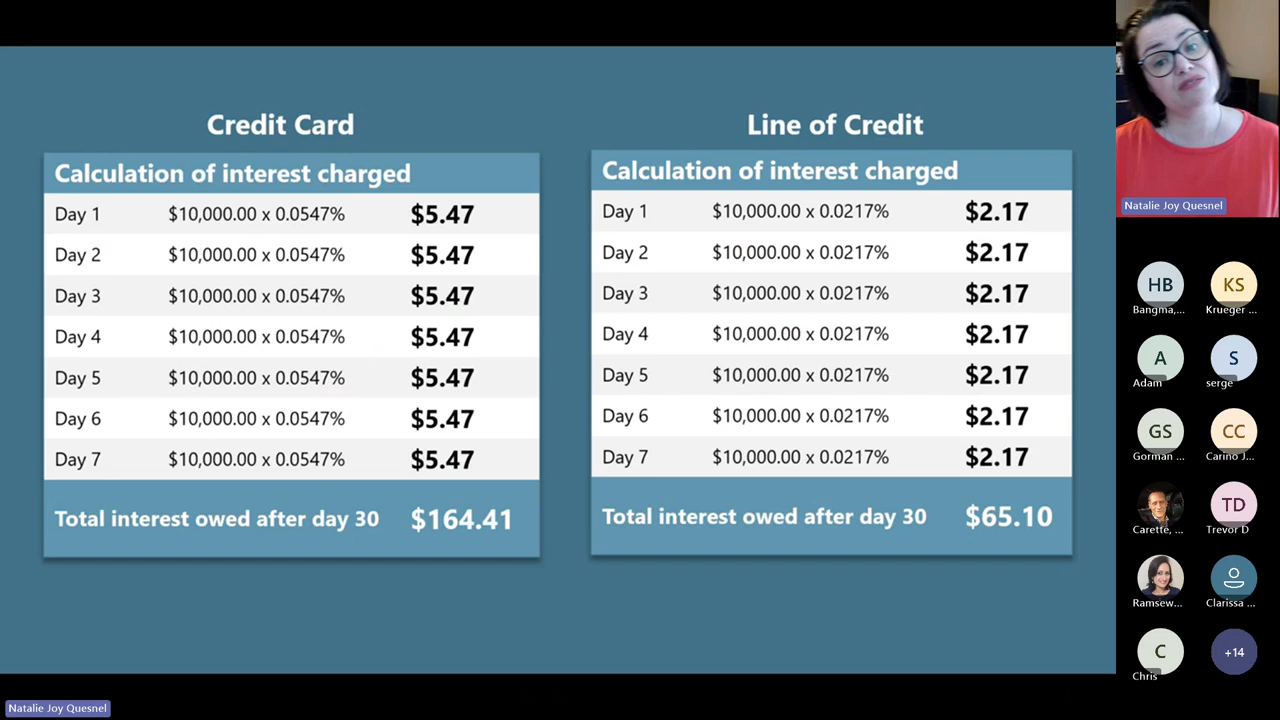 Credit Card
Calculation of interest charged
Day 1 $10,000.00 x 0.0547% $5.47
Day 2 $10,000.00 x 0.0547% $5.47
Day 3 $10,000.00 x 0.0547% $5.47
Day 4 $10,000.00 x 0.0547% $5.47
Day 5 $10,000.00 x 0.0547% $5.47
Day 6 $10,000.00 x 0.0547% $5.47
Day 7 $10,000.00 x 0.0547% $5.47
Total interest owed after day 30 $164.41
Line of Credit
Calculation of interest charged
Day 1 $10,000.00 x 0.0217% $2.17
Day 2 $10,000.00 x 0.0217% $2.17
Day 3 $10,000.00 x 0.0217% $2.17
Day 4 $10,000.00 x 0.0217% $2.17
Day 5 $10,000.00 x 0.0217% $2.17
Day 6 $10,000.00 x 0.0217% $2.17
Day 7 $10,000.00 x 0.0217% $2.17
Total interest owed after day 30 $65.10
Natalie Joy Quesnel
HB KS
Bangma,... Krueger ...
A S
Adam serge
GS CC
Gorman ... Carino J...
TD
Carette, ... Trevor D
Ramsew... Clarissa ...
C +14
Chris
Natalie Joy Quesnel